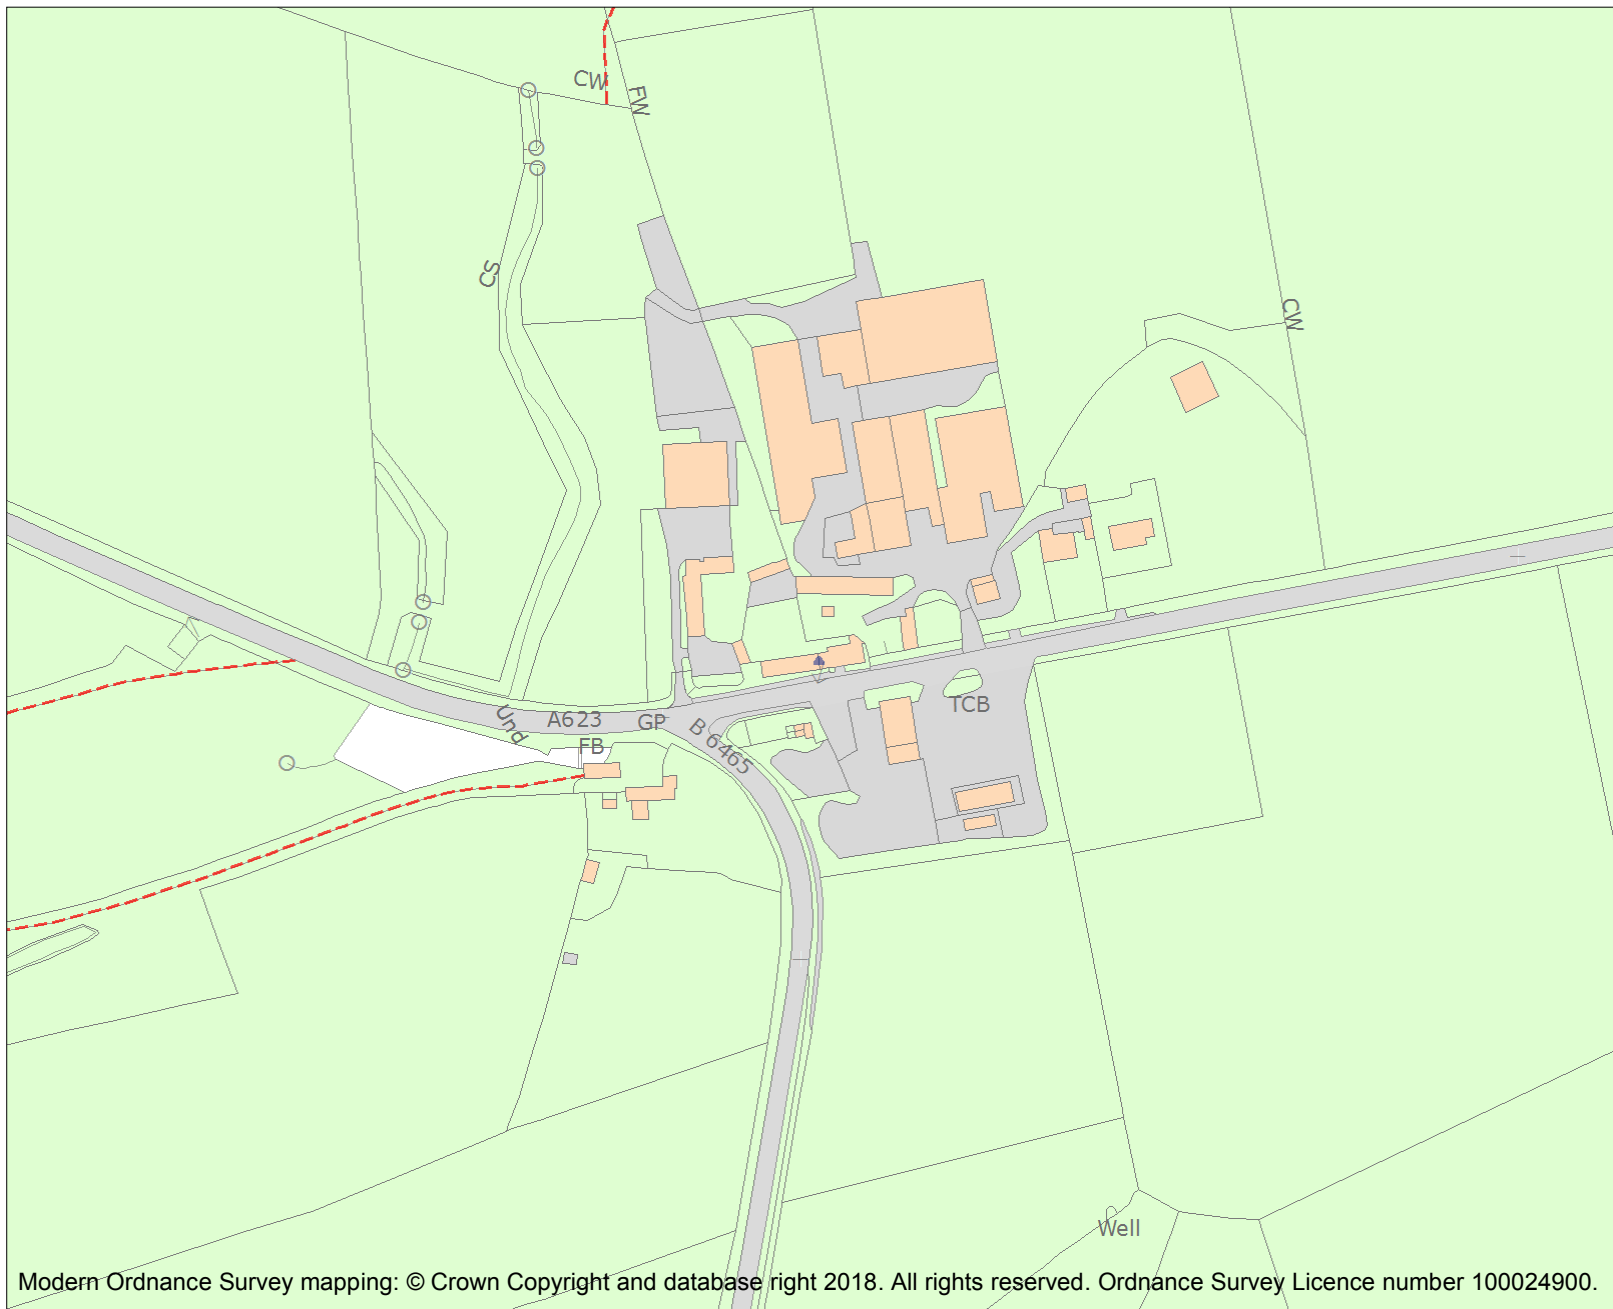 CW
FW
CS
CW
Und
A623
GP
B 6465
TCB
FB
Well
Modern Ordnance Survey mapping: © Crown Copyright and database right 2018. All rights reserved. Ordnance Survey Licence number 100024900.